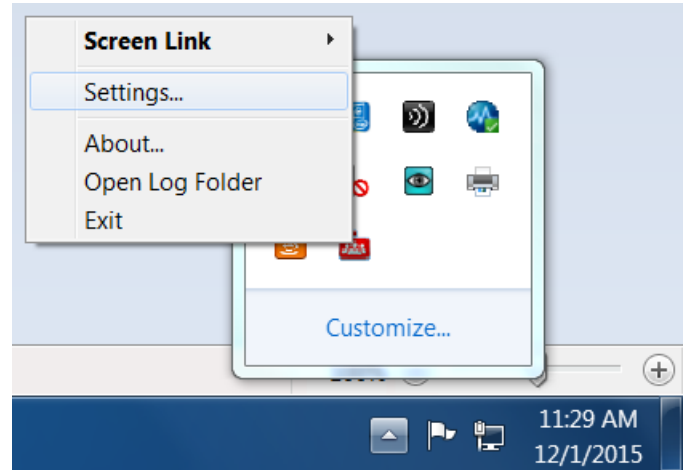 Screen Link
Settings...
About...
Open Log Folder
Exit
Customize...
11:29 AM
12/1/2015